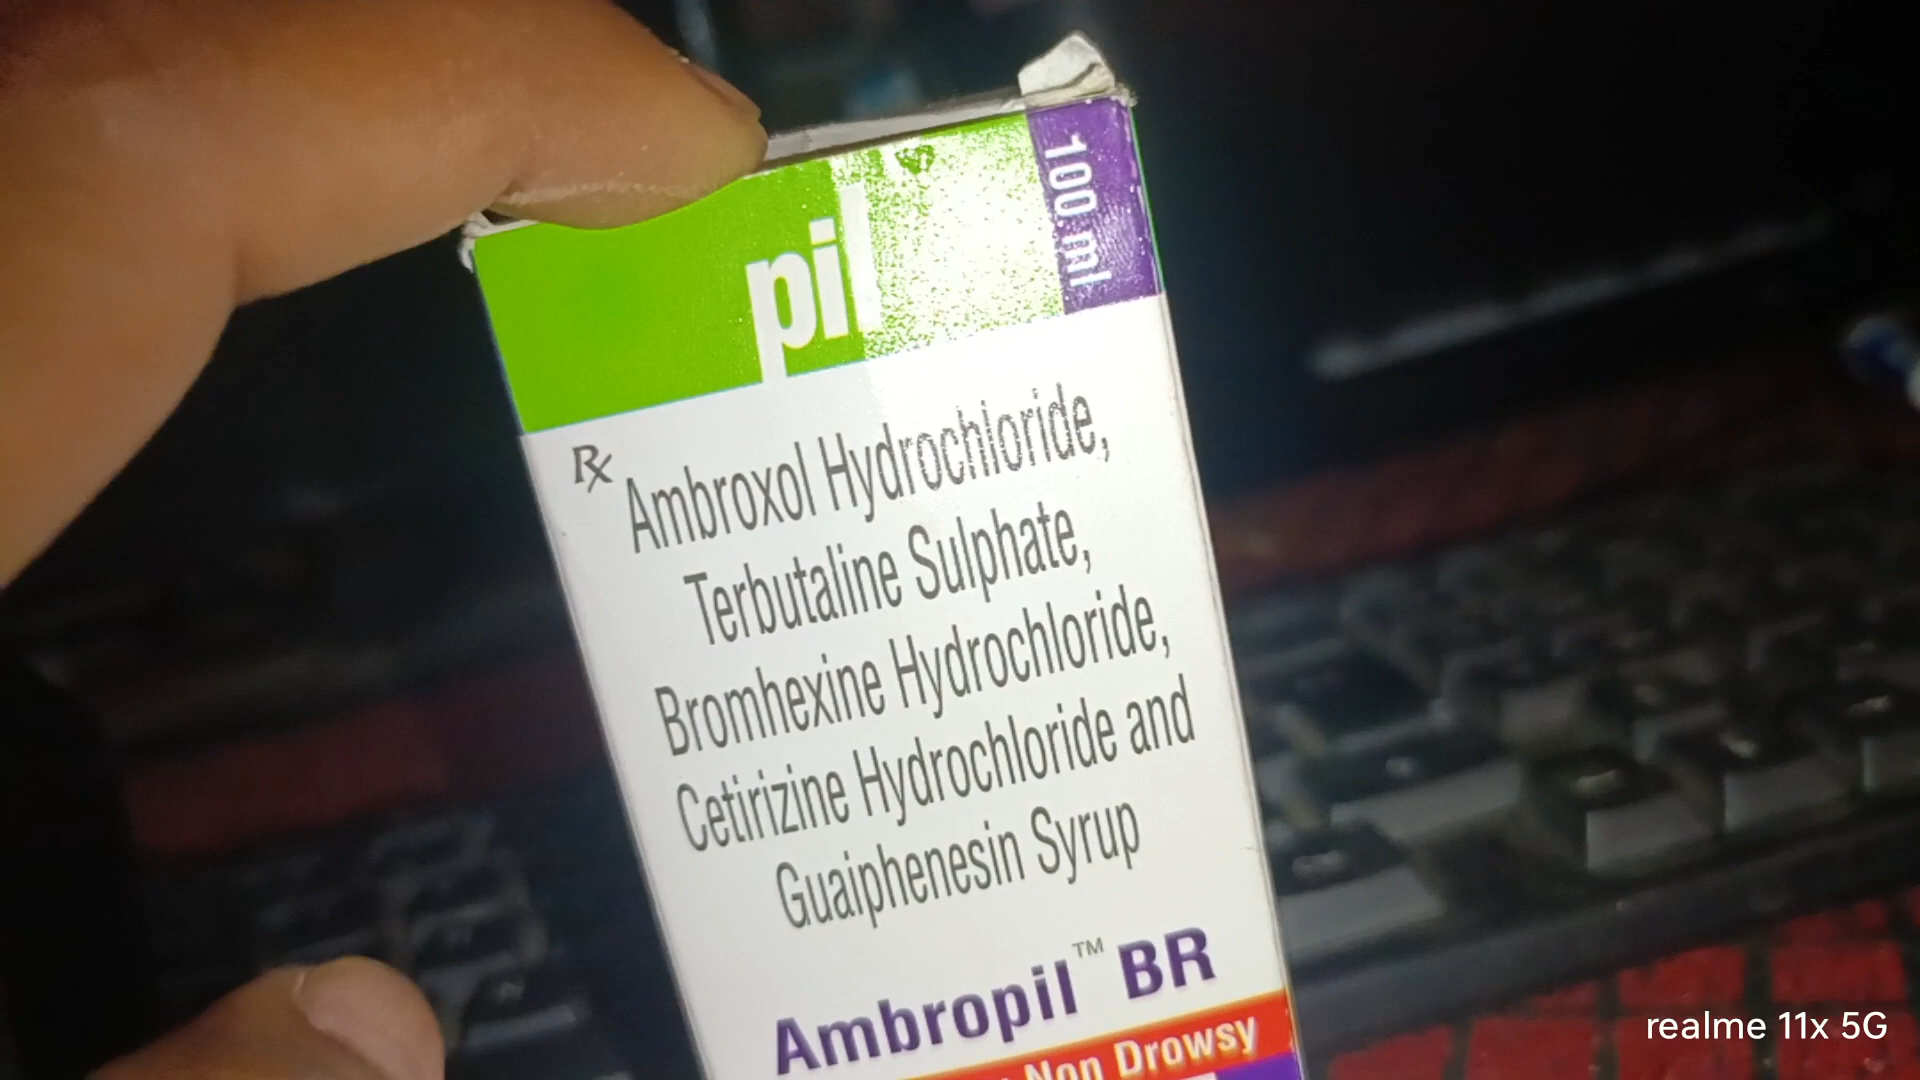 pil
100 ml
Rx Ambroxol Hydrochloride,
Terbutaline Sulphate,
Bromhexine Hydrochloride,
Cetirizine Hydrochloride and
Guaiphenesin Syrup
Ambropil™ BR
Non Drowsy
realme 11x 5G